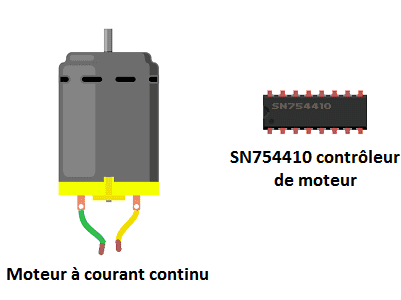 SN754410
SN754410 contrôleur
de moteur
Moteur à courant continu